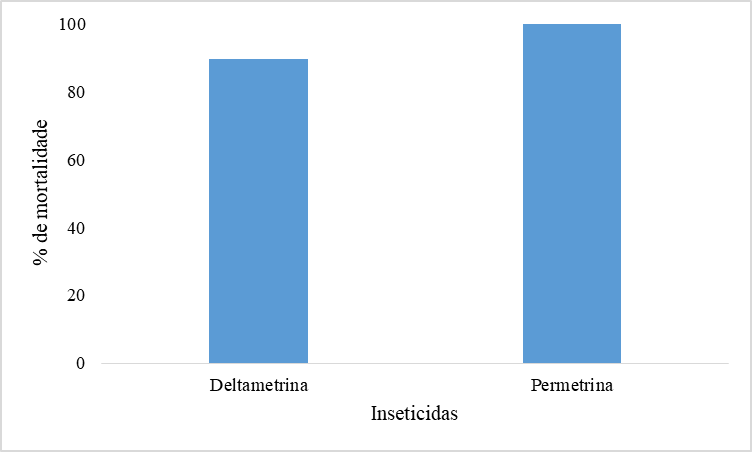 % de mortalidade
100
80
60
40
20
0
Deltametrina Permetrina
Inseticidas